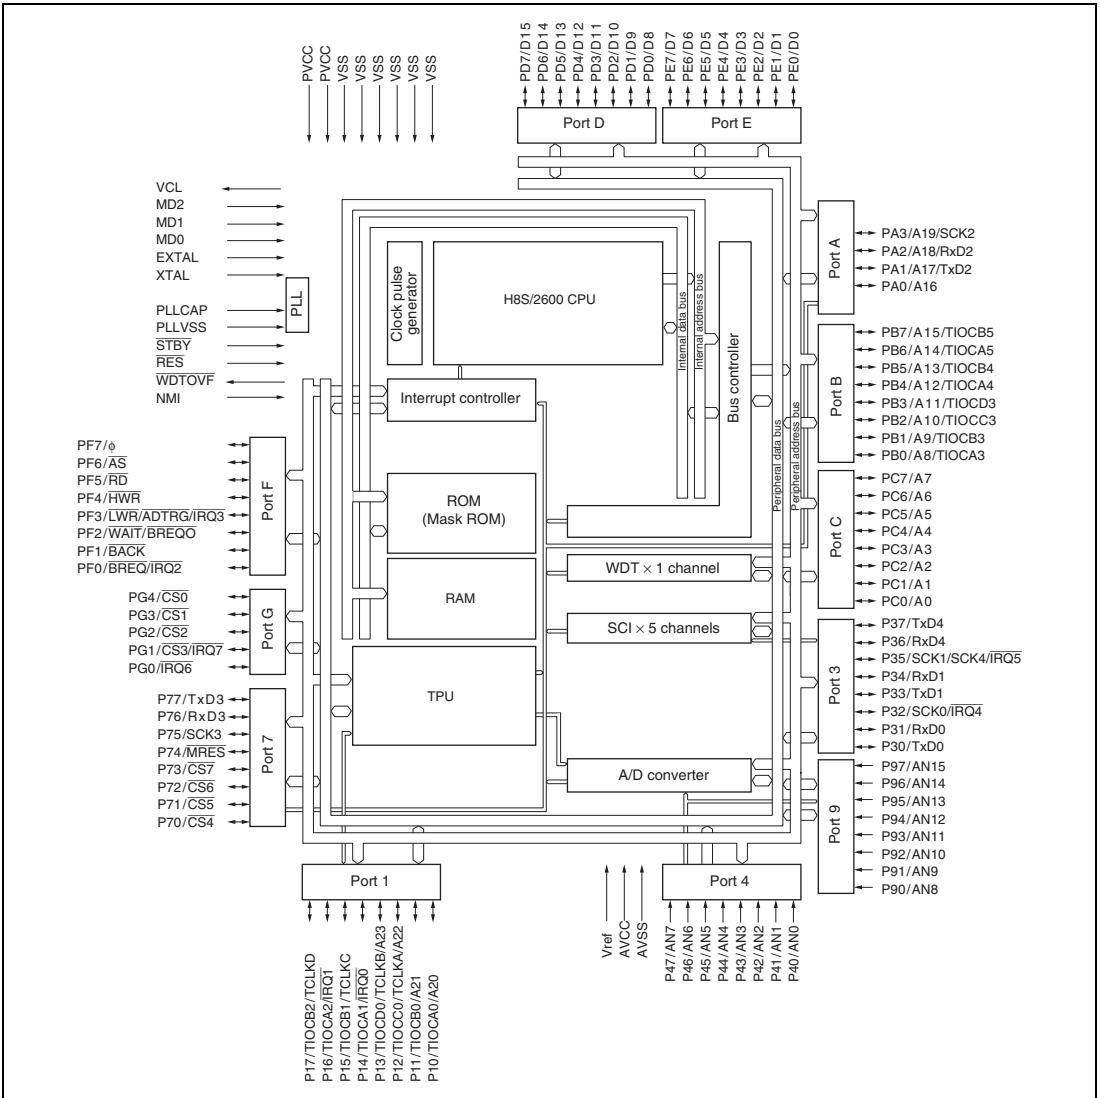 PVCC
PVCC
VSS
VSS
VSS
VSS
VSS
VSS
PD7/D15
PD6/D14
PD5/D13
PD4/D12
PD3/D11
PD2/D10
PD1/D9
PD0/D8
PE7/D7
PE6/D6
PE5/D5
PE4/D4
PE3/D3
PE2/D2
PE1/D1
PE0/D0
Port D
Port E
VCL
MD2
MD1
MD0
EXTAL
XTAL
PLLCAP
PLLVSS
STBY
RES
WDTOVF
NMI
PLL
Clock pulse
generator
H8S/2600 CPU
Internal data bus
Internal address bus
Bus controller
Peripheral data bus
Peripheral address bus
Port A
PA3/A19/SCK2
PA2/A18/RxD2
PA1/A17/TxD2
PA0/A16
Port B
PB7/A15/TIOCB5
PB6/A14/TIOCA5
PB5/A13/TIOCB4
PB4/A12/TIOCA4
PB3/A11/TIOCD3
PB2/A10/TIOCC3
PB1/A9/TIOCB3
PB0/A8/TIOCA3
Interrupt controller
PF7/ϕ
PF6/AS
PF5/RD
PF4/HWR
PF3/LWR/ADTRG/IRQ3
PF2/WAIT/BREQO
PF1/BACK
PF0/BREQ/IRQ2
Port F
ROM
(Mask ROM)
RAM
Port C
PC7/A7
PC6/A6
PC5/A5
PC4/A4
PC3/A3
PC2/A2
PC1/A1
PC0/A0
WDT × 1 channel
SCI × 5 channels
PG4/CS0
PG3/CS1
PG2/CS2
PG1/CS3/IRQ7
PG0/IRQ6
Port G
TPU
Port 3
P37/TxD4
P36/RxD4
P35/SCK1/SCK4/IRQ5
P34/RxD1
P33/TxD1
P32/SCK0/IRQ4
P31/RxD0
P30/TxD0
P77/TxD3
P76/RxD3
P75/SCK3
P74/MRES
P73/CS7
P72/CS6
P71/CS5
P70/CS4
Port 7
A/D converter
Port 9
P97/AN15
P96/AN14
P95/AN13
P94/AN12
P93/AN11
P92/AN10
P91/AN9
P90/AN8
Port 1
Port 4
P17/TIOCB2/TCLKD
P16/TIOCA2/IRQ1
P15/TIOCB1/TCLKC
P14/TIOCA1/IRQ0
P13/TIOCD0/TCLKB/A23
P12/TIOCC0/TCLKA/A22
P11/TIOCB0/A21
P10/TIOCA0/A20
Vref
AVCC
AVSS
P47/AN7
P46/AN6
P45/AN5
P44/AN4
P43/AN3
P42/AN2
P41/AN1
P40/AN0